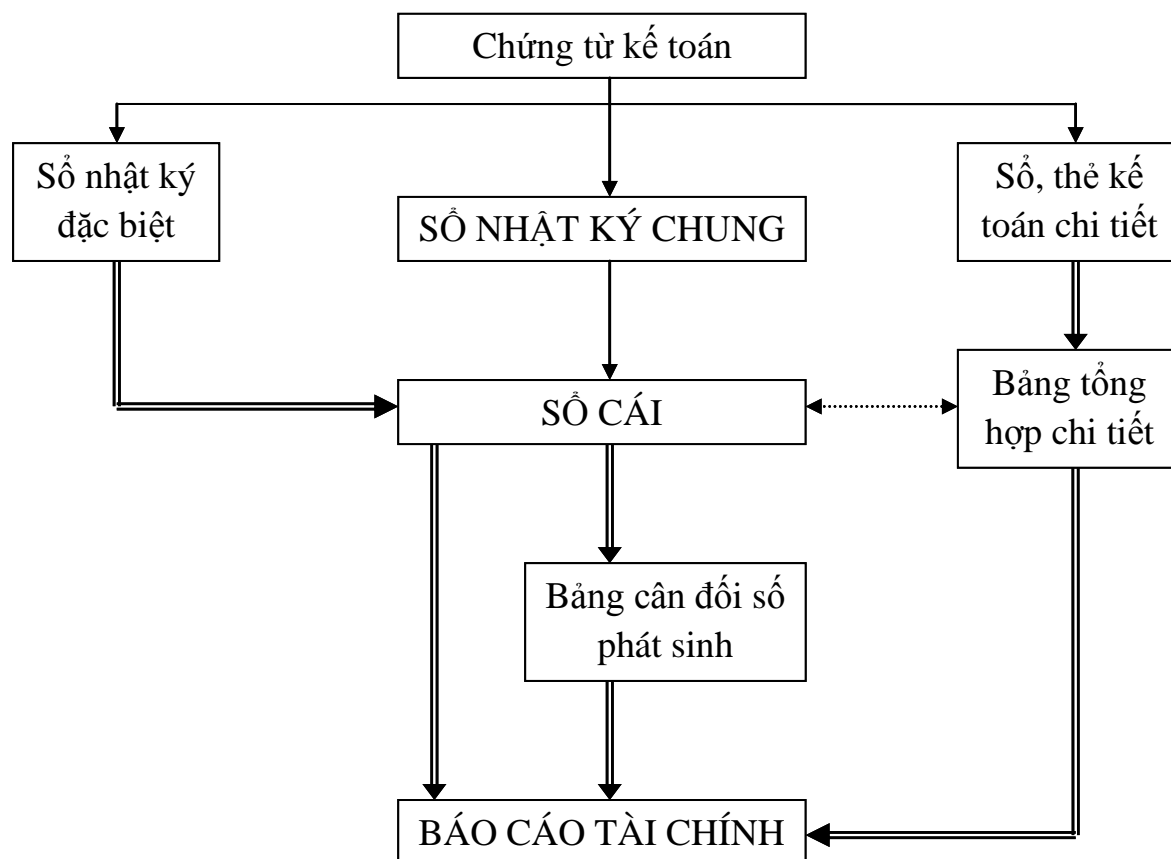 Chứng từ kế toán
Sổ nhật ký
đặc biệt
SỔ NHẬT KÝ CHUNG
Sổ, thẻ kế
toán chi tiết
SỔ CÁI
Bảng tổng
hợp chi tiết
Bảng cân đối số
phát sinh
BÁO CÁO TÀI CHÍNH